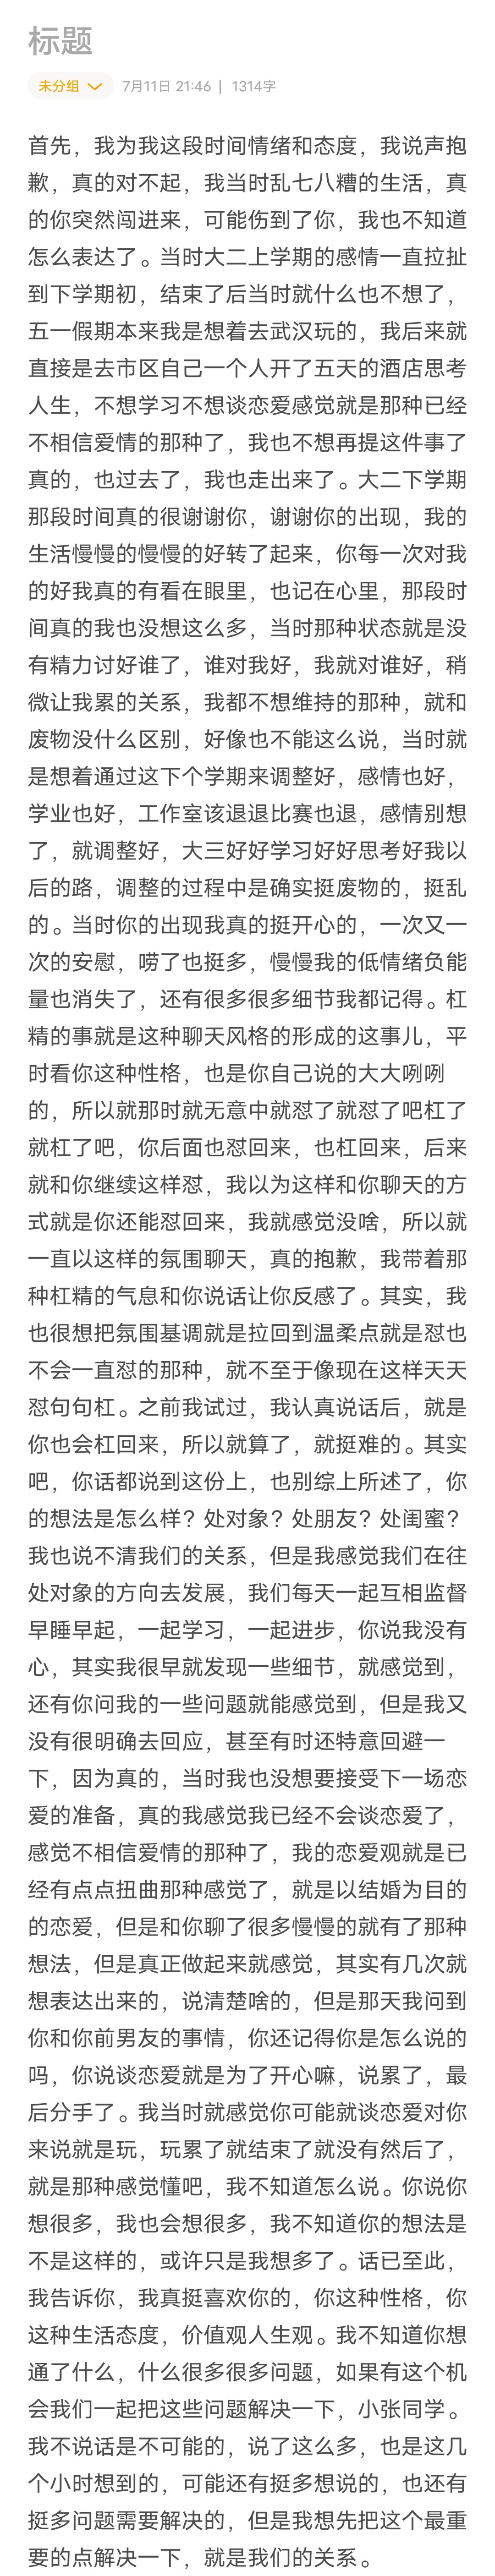 标题
未分组 7月11日 21:46 | 1314字
首先，我为我这段时间情绪和态度，我说声抱
歉，真的对不起，我当时乱七八糟的生活，真
的你突然闯进来，可能伤到了你，我也不知道
怎么表达了。当时大二上学期的感情一直拉扯
到下学期初，结束了后当时就什么也不想了，
五一假期本来我是想着去武汉玩的，我后来就
直接是去市区自己一个人开了五天的酒店思考
人生，不想学习不想谈恋爱感觉就是那种已经
不相信爱情的那种了，我也不想再提这件事了
真的，也过去了，我也走出来了。大二下学期
那段时间真的很谢谢你，谢谢你的出现，我的
生活慢慢的慢慢的好转了起来，你每一次对我
的好我真的有看在眼里，也记在心里，那段时
间真的我也没想这么多，当时那种状态就是没
有精力讨好谁了，谁对我好，我就对谁好，稍
微让我累的关系，我都不想维持的那种，就和
废物没什么区别，好像也不能这么说，当时就
是想着通过这下个学期来调整好，感情也好，
学业也好，工作室该退退比赛也退，感情别想
了，就调整好，大三好好学习好好思考好我以
后的路，调整的过程中是确实挺废物的，挺乱
的。当时你的出现我真的挺开心的，一次又一
次的安慰，唠了也挺多，慢慢我的低情绪负能
量也消失了，还有很多很多细节我都记得。杠
精的事就是这种聊天风格的形成的这事儿，平
时看你这种性格，也是你自己说的大大咧咧
的，所以就那时就无意中就怼了就怼了吧杠了
就杠了吧，你后面也怼回来，也杠回来，后来
就和你继续这样怼，我以为这样和你聊天的方
式就是你还能怼回来，我就感觉没啥，所以就
一直以这样的氛围聊天，真的抱歉，我带着那
种杠精的气息和你说话让你反感了。其实，我
也很想把氛围基调就是拉回到温柔点就是怼也
不会一直怼的那种，就不至于像现在这样天天
怼句句杠。之前我试过，我认真说话后，就是
你也会杠回来，所以就算了，就挺难的。其实
吧，你话都说到这份上，也别综上所述了，你
的想法是怎么样？处对象？处朋友？处闺蜜？
我也说不清我们的关系，但是我感觉我们在往
处对象的方向去发展，我们每天一起互相监督
早睡早起，一起学习，一起进步，你说我没有
心，其实我很早就发现一些细节，就感觉到，
还有你问我的一些问题就能感觉到，但是我又
没有很明确去回应，甚至有时还特意回避一
下，因为真的，当时我也没想要接受下一场恋
爱的准备，真的我感觉我已经不会谈恋爱了，
感觉不相信爱情的那种了，我的恋爱观就是已
经有点点扭曲那种感觉了，就是以结婚为目的
的恋爱，但是和你聊了很多慢慢的就有了那种
想法，但是真正做起来就感觉，其实有几次就
想表达出来的，说清楚啥的，但是那天我问到
你和你前男友的事情，你还记得你是怎么说的
吗，你说谈恋爱就是为了开心嘛，说累了，最
后分手了。我当时就感觉你可能就谈恋爱对你
来说就是玩，玩累了就结束了就没有然后了，
就是那种感觉懂吧，我不知道怎么说。你说你
想很多，我也会想很多，我不知道你的想法是
不是这样的，或许只是我想多了。话已至此，
我告诉你，我真挺喜欢你的，你这种性格，你
这种生活态度，价值观人生观。我不知道你想
通了什么，什么很多很多问题，如果有这个机
会我们一起把这些问题解决一下，小张同学。
我不说话是不可能的，说了这么多，也是这几
个小时想到的，可能还有挺多想说的，也还有
挺多问题需要解决的，但是我想先把这个最重
要的点解决一下，就是我们的关系。